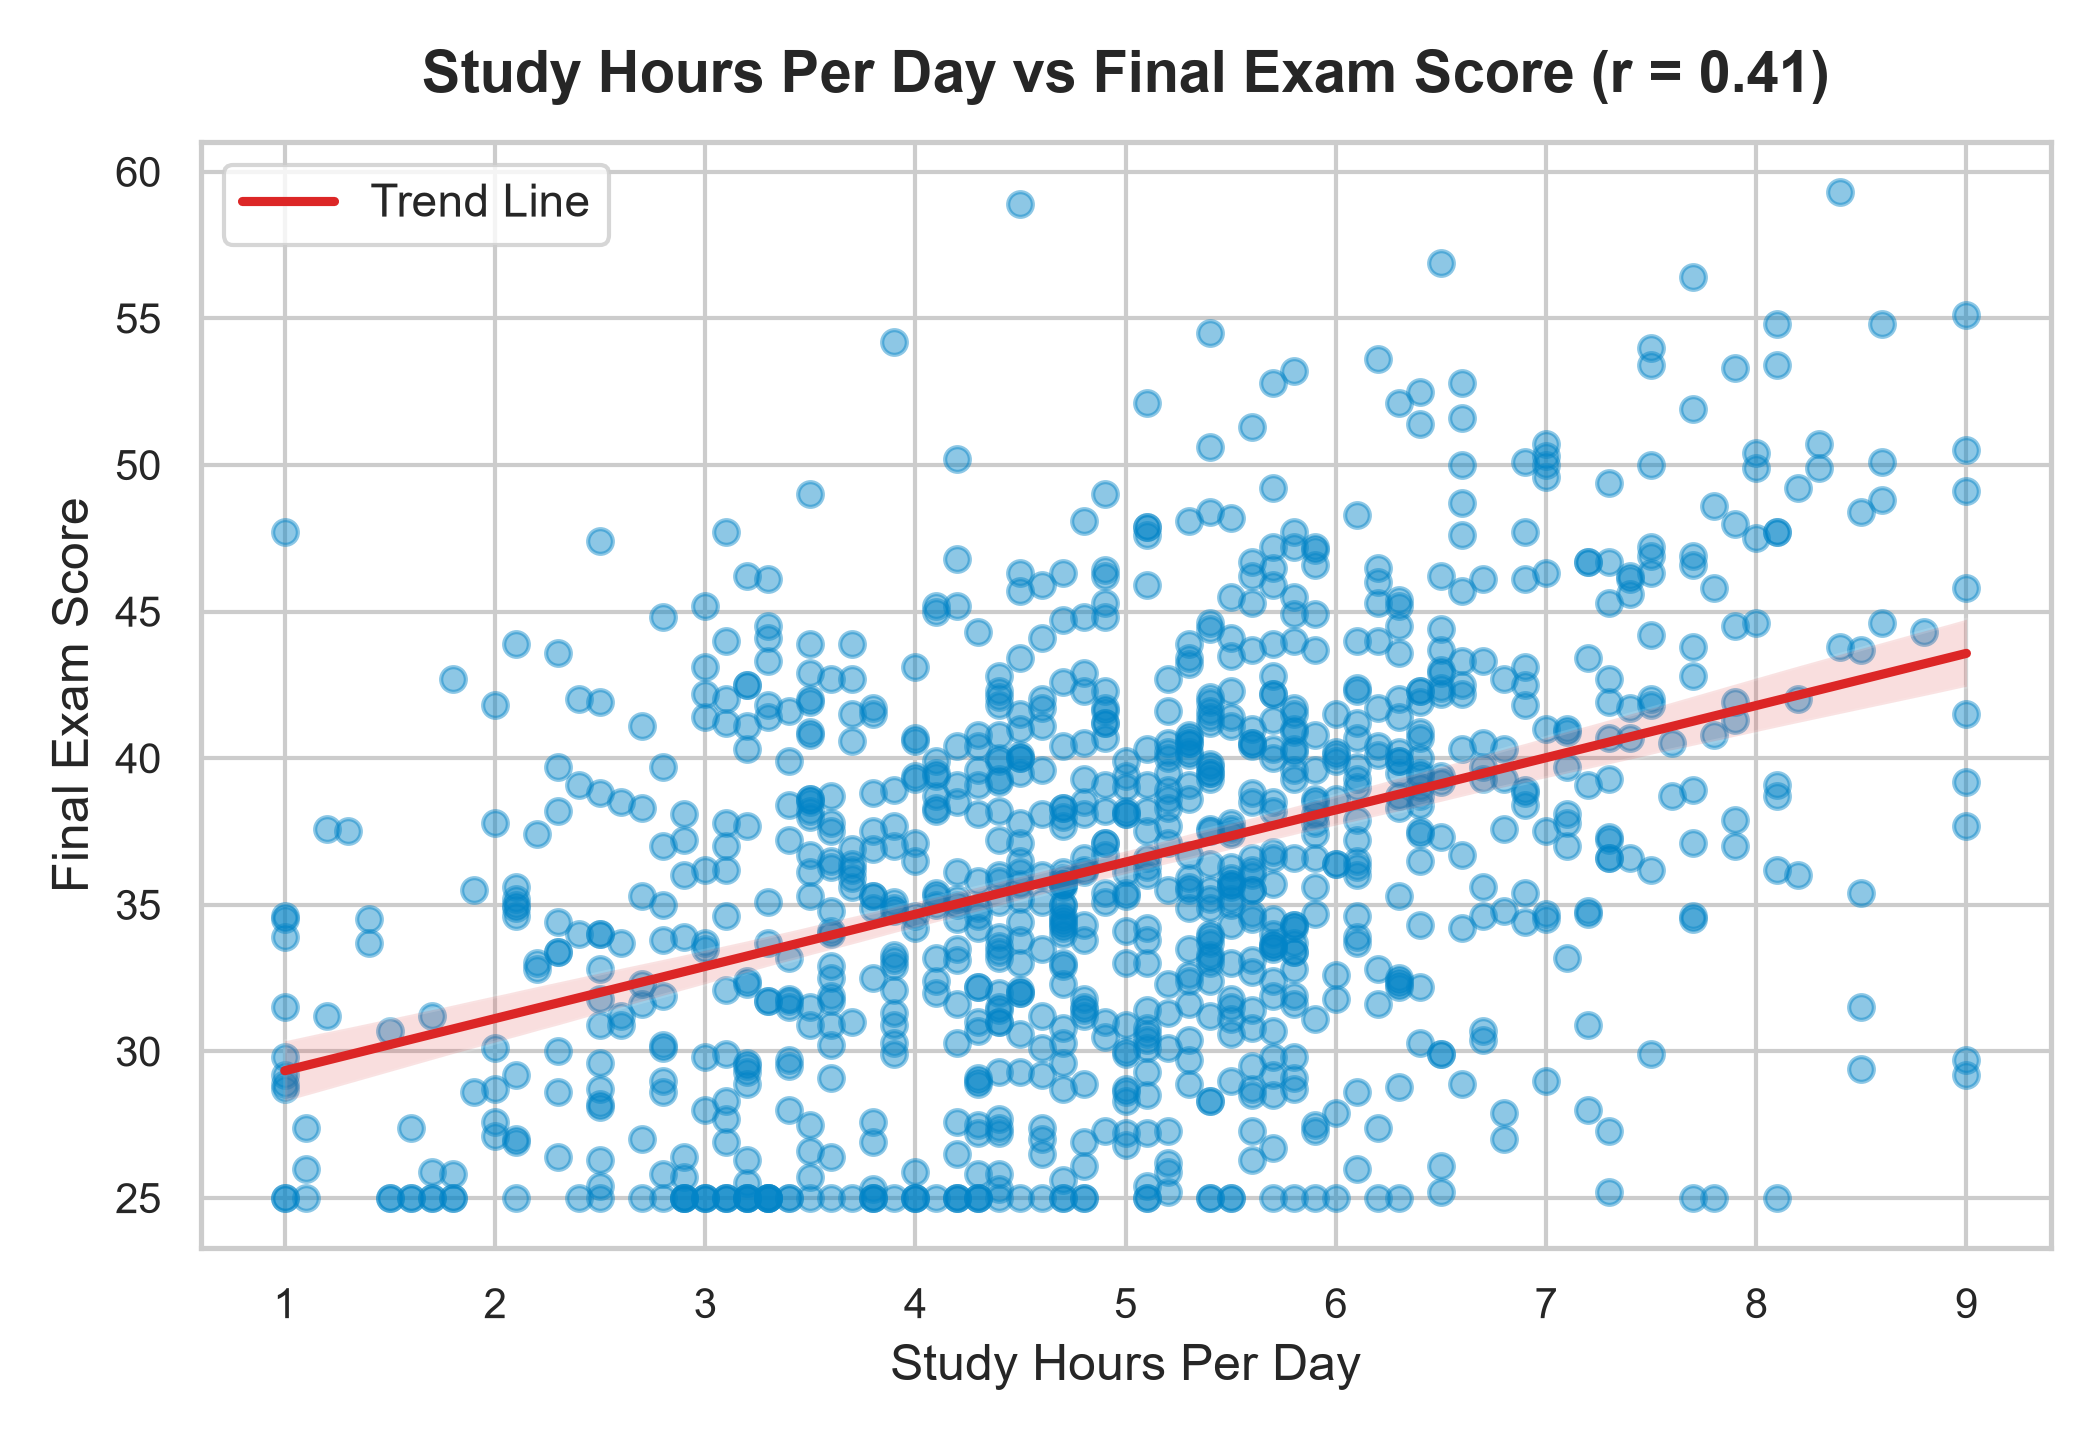 Study Hours Per Day vs Final Exam Score (r = 0.41)
Trend Line
60
55
50
45
40
35
30
25
Final Exam Score
1 2 3 4 5 6 7 8 9
Study Hours Per Day